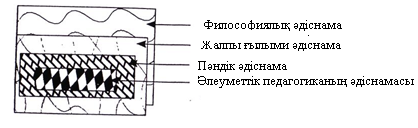 Философиялық әдіснама
Жалпы ғылыми әдіснама
Пәндік әдіснама
Әлеуметтік педагогиканың әдіснамасы